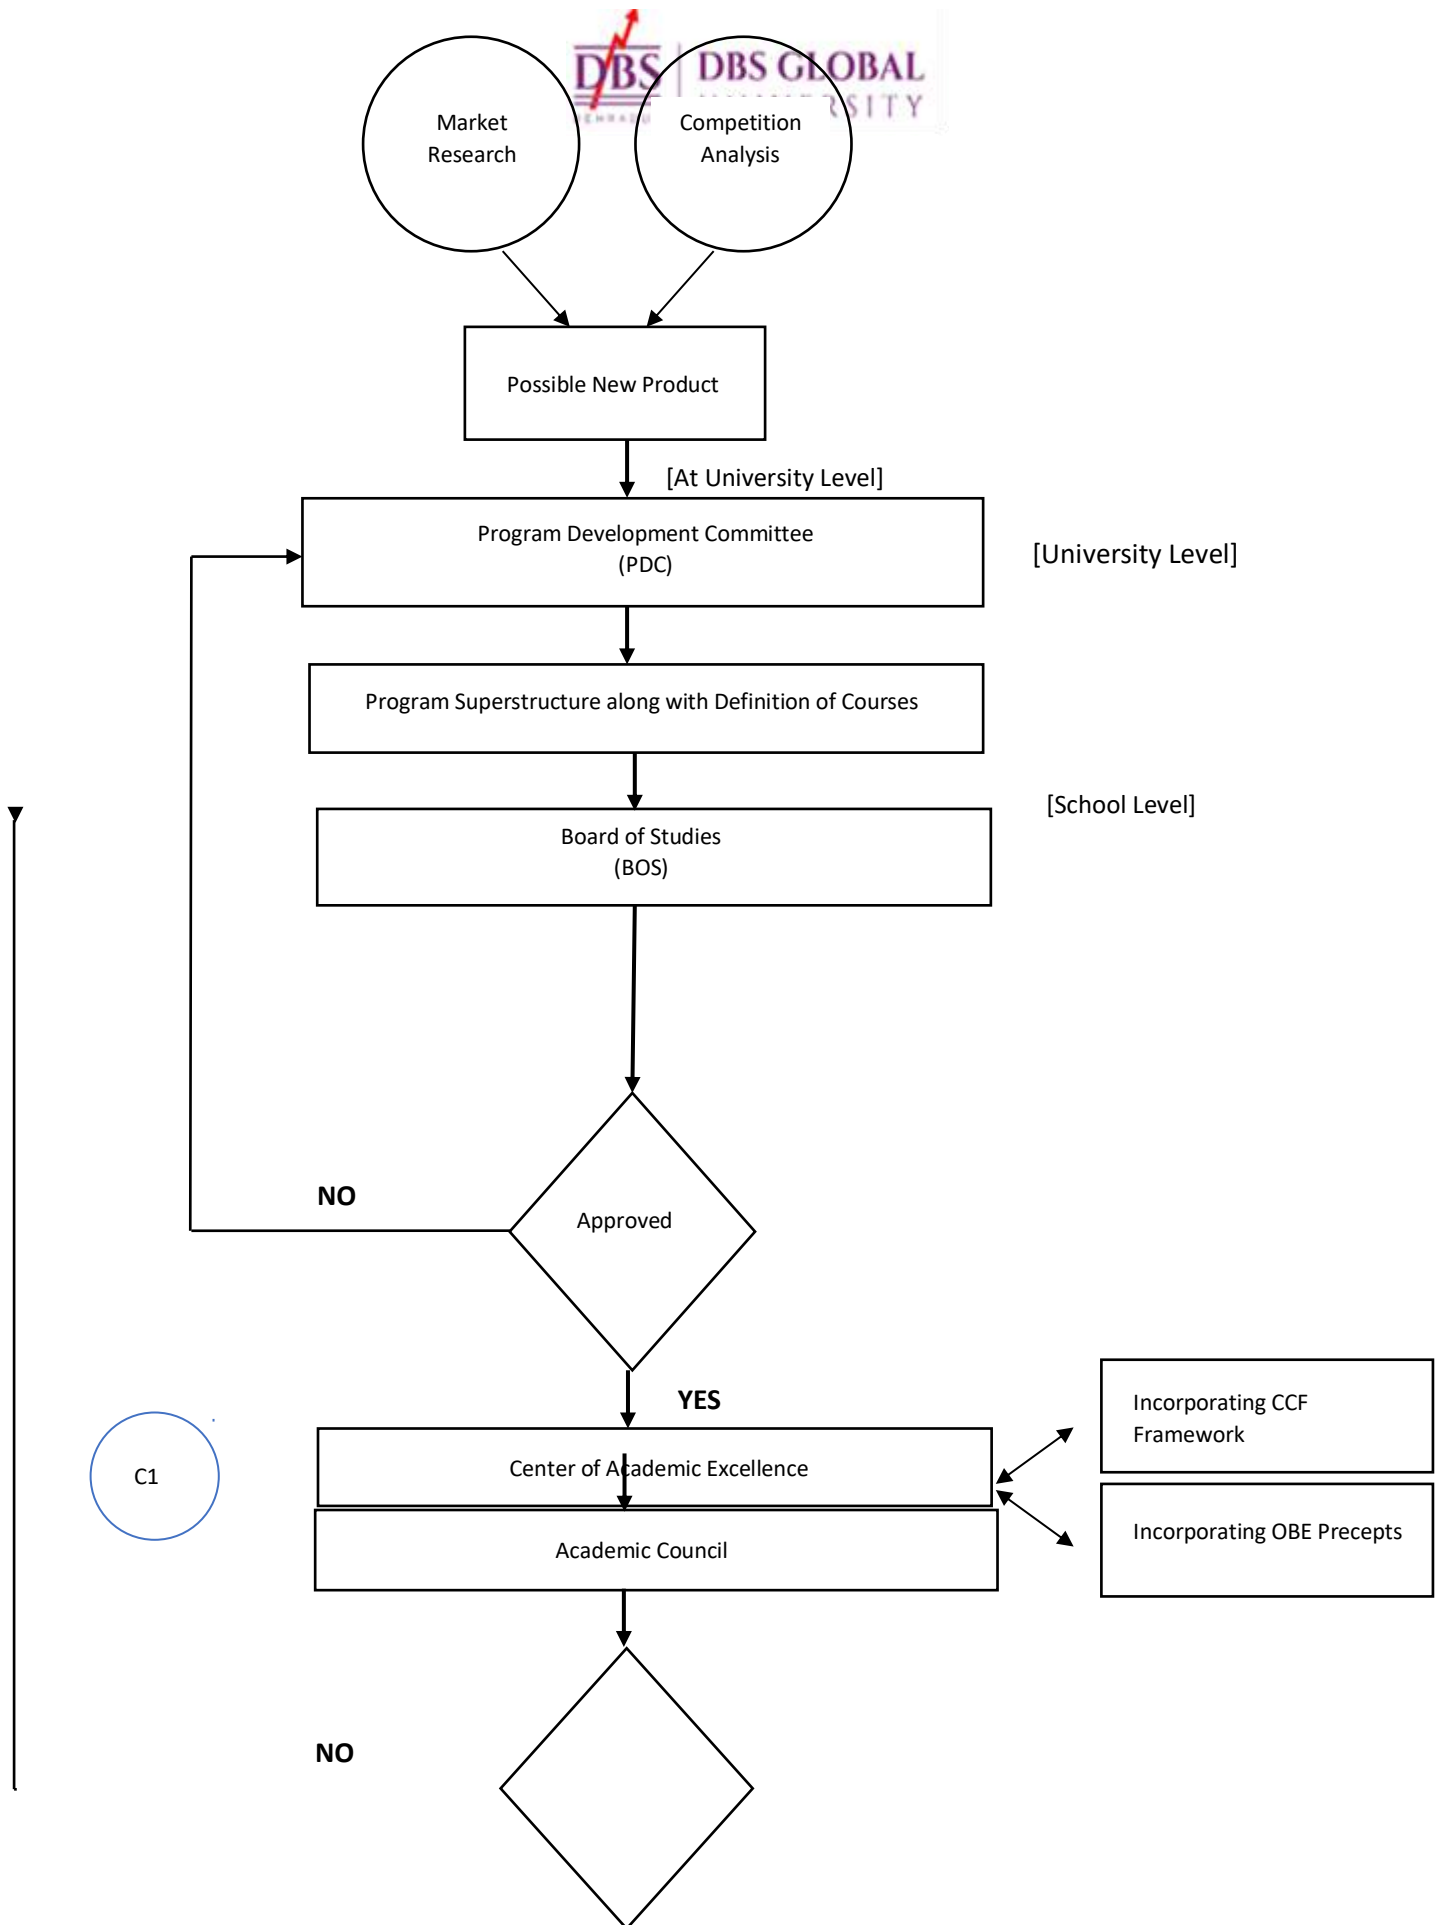 DBS
DBS GLOBAL
Market
Research
Competition
Analysis
Possible New Product
[At University Level]
Program Development Committee
(PDC)
[University Level]
Program Superstructure along with Definition of Courses
[School Level]
Board of Studies
(BOS)
NO
Approved
YES
Incorporating CCF
Framework
C1
Center of Academic Excellence
Incorporating OBE Precepts
Academic Council
NO